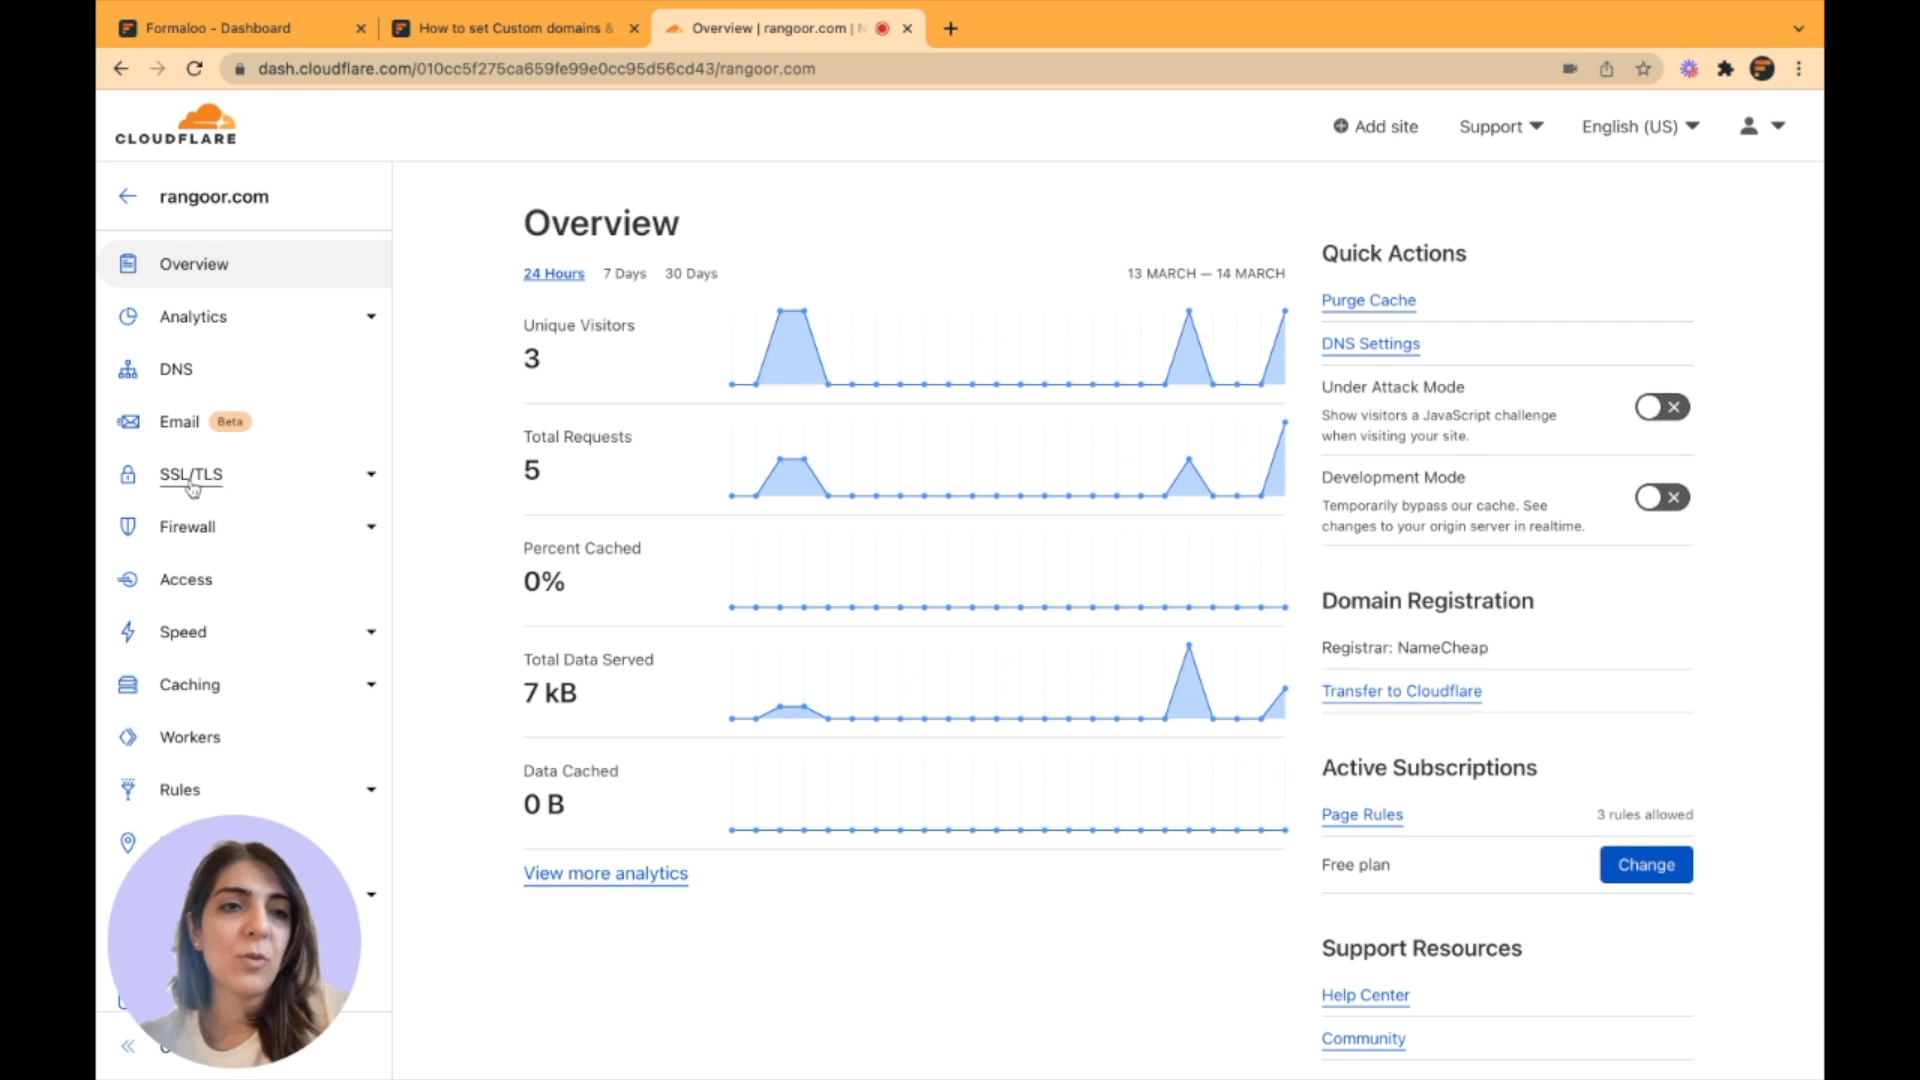 Formaloo - Dashboard
How to set Custom domains &
Overview | rangoor.com |
dash.cloudflare.com/010cc5f275ca659fe99e0cc95d56cd43/rangoor.com
CLOUDFLARE
Add site
Support
English (US)
rangoor.com
Overview
Analytics
DNS
Email Beta
SSL/TLS
Firewall
Access
Speed
Caching
Workers
Rules
Overview
24 Hours 7 Days 30 Days
13 MARCH — 14 MARCH
Unique Visitors
3
Total Requests
5
Percent Cached
0%
Total Data Served
7 kB
Data Cached
0 B
View more analytics
Quick Actions
Purge Cache
DNS Settings
Under Attack Mode
Show visitors a JavaScript challenge
when visiting your site.
Development Mode
Temporarily bypass our cache. See
changes to your origin server in realtime.
Domain Registration
Registrar: NameCheap
Transfer to Cloudflare
Active Subscriptions
Page Rules 3 rules allowed
Free plan Change
Support Resources
Help Center
Community